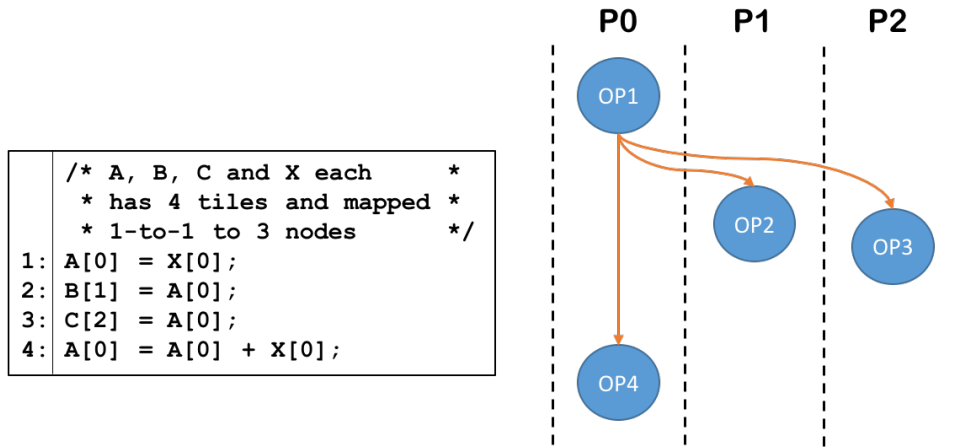 /* A, B, C and X each *
* has 4 tiles and mapped *
* 1-to-1 to 3 nodes */
1: A[0] = X[0];
2: B[1] = A[0];
3: C[2] = A[0];
4: A[0] = A[0] + X[0];
P0 P1 P2
OP1
OP2
OP3
OP4